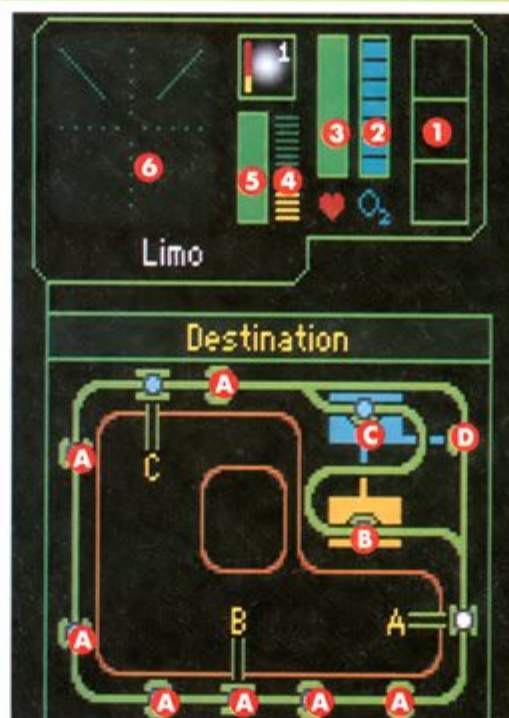 1
3 2 1
5 4
6
O₂
Limo
Destination
A
C D
A C
B
B A
A
A A A A